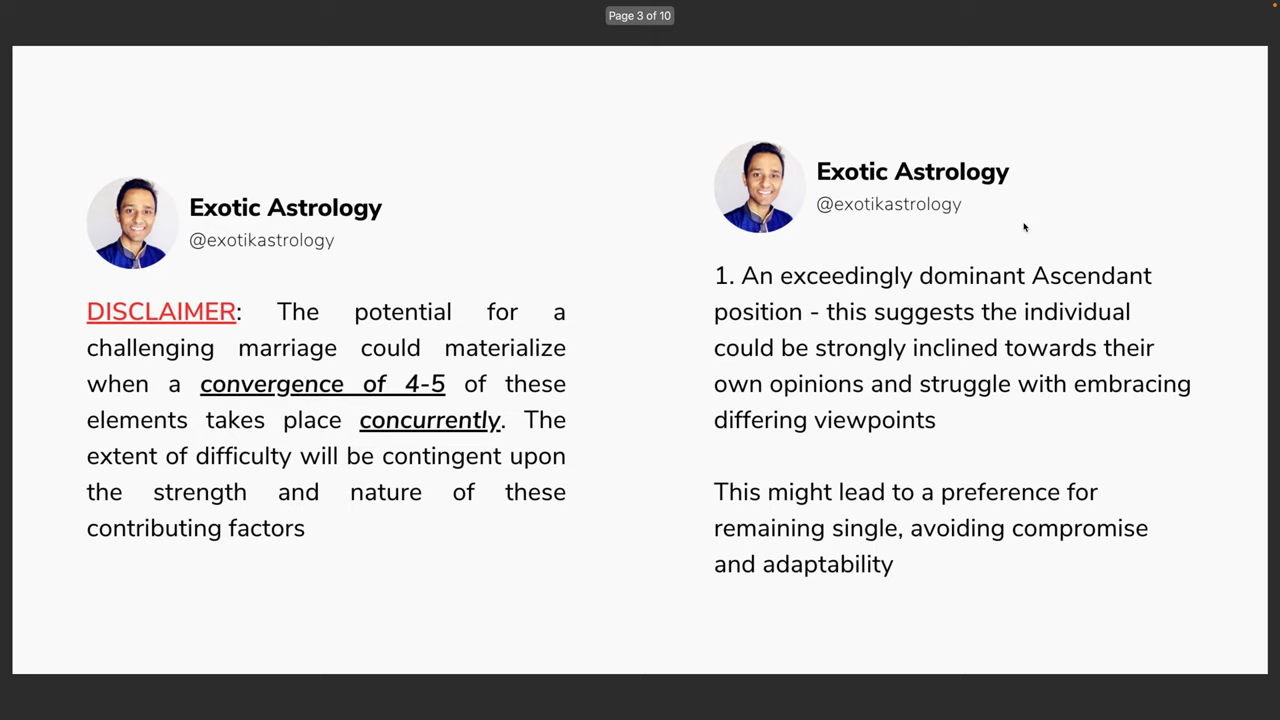 Page 3 of 10
Exotic Astrology
@exotikastrology
DISCLAIMER: The potential for a
challenging marriage could materialize
when a convergence of 4-5 of these
elements takes place concurrently. The
extent of difficulty will be contingent upon
the strength and nature of these
contributing factors
Exotic Astrology
@exotikastrology
1. An exceedingly dominant Ascendant
position - this suggests the individual
could be strongly inclined towards their
own opinions and struggle with embracing
differing viewpoints
This might lead to a preference for
remaining single, avoiding compromise
and adaptability